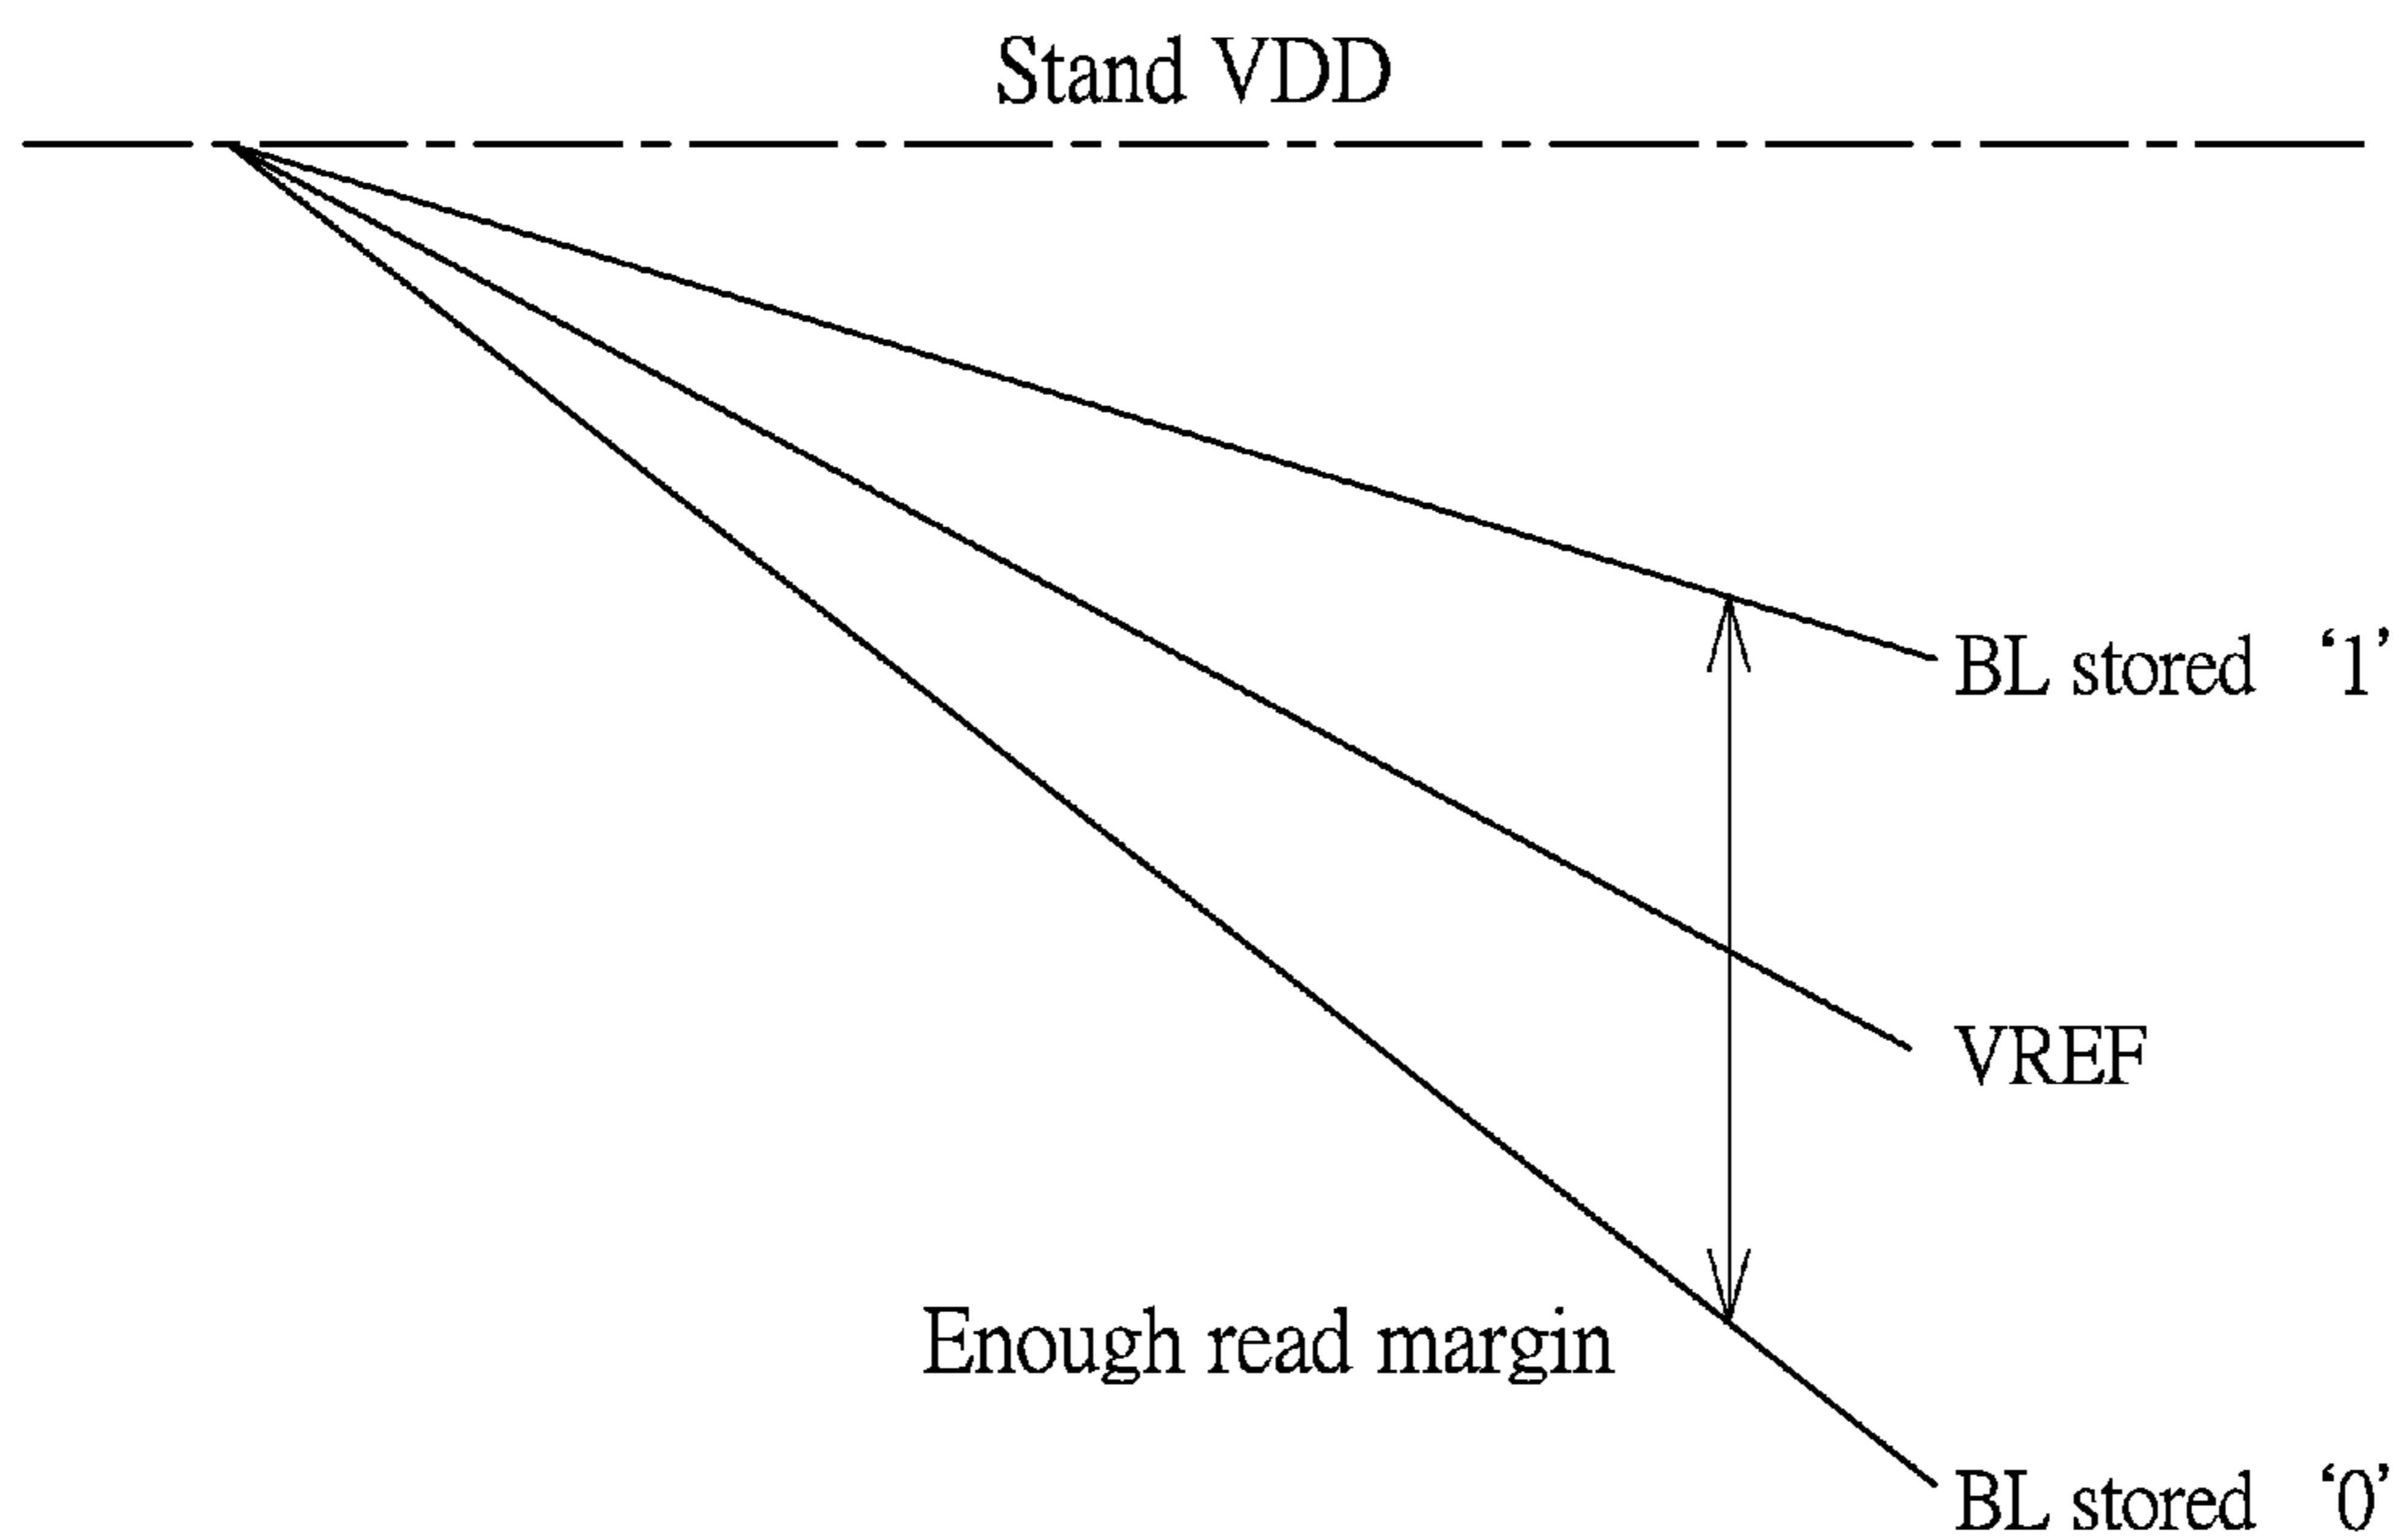 Stand VDD
BL stored ‘1’
VREF
Enough read margin
BL stored ‘0’